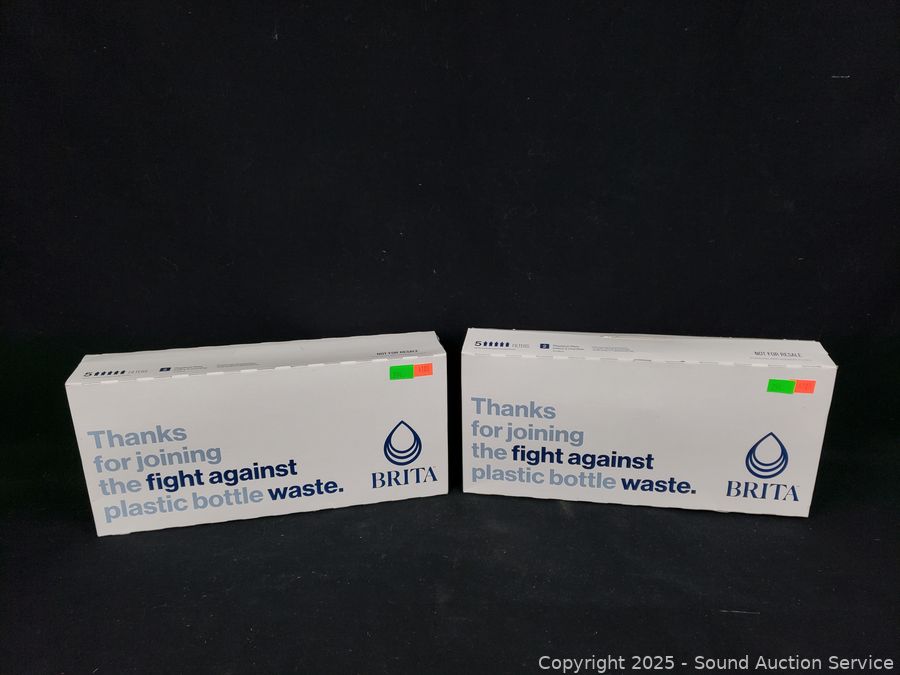 5 FILTERS
NOT FOR RESALE
Thanks
for joining
the fight against
plastic bottle waste.
BRITA
5 FILTERS
NOT FOR RESALE
Thanks
for joining
the fight against
plastic bottle waste.
BRITA
Copyright 2025 - Sound Auction Service